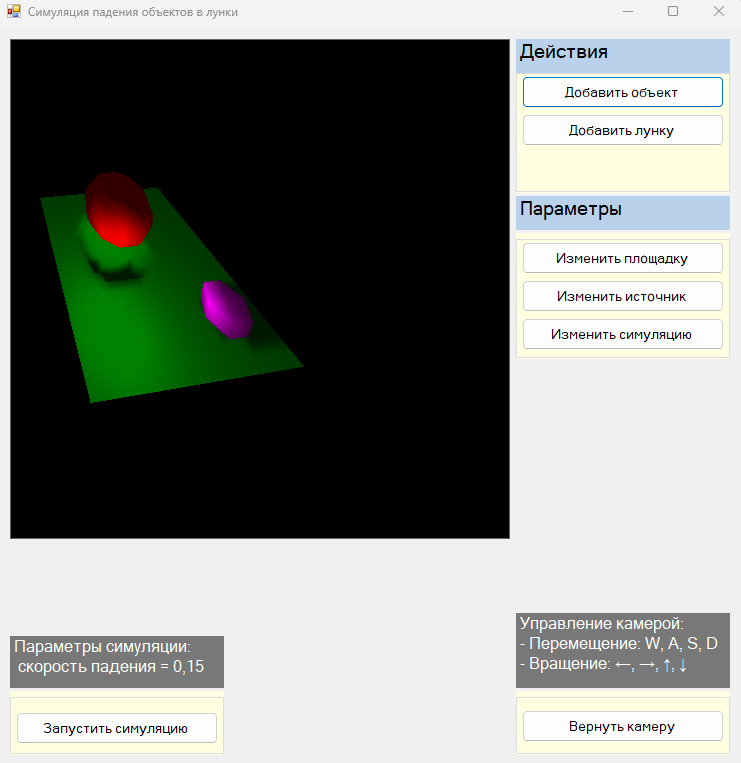 Симуляция падения объектов в лунки
Действия
Добавить объект
Добавить лунку
Параметры
Изменить площадку
Изменить источник
Изменить симуляцию
Параметры симуляции:
скорость падения = 0,15
Запустить симуляцию
Управление камерой:
- Перемещение: W, A, S, D
- Вращение: ←, →, ↑, ↓
Вернуть камеру